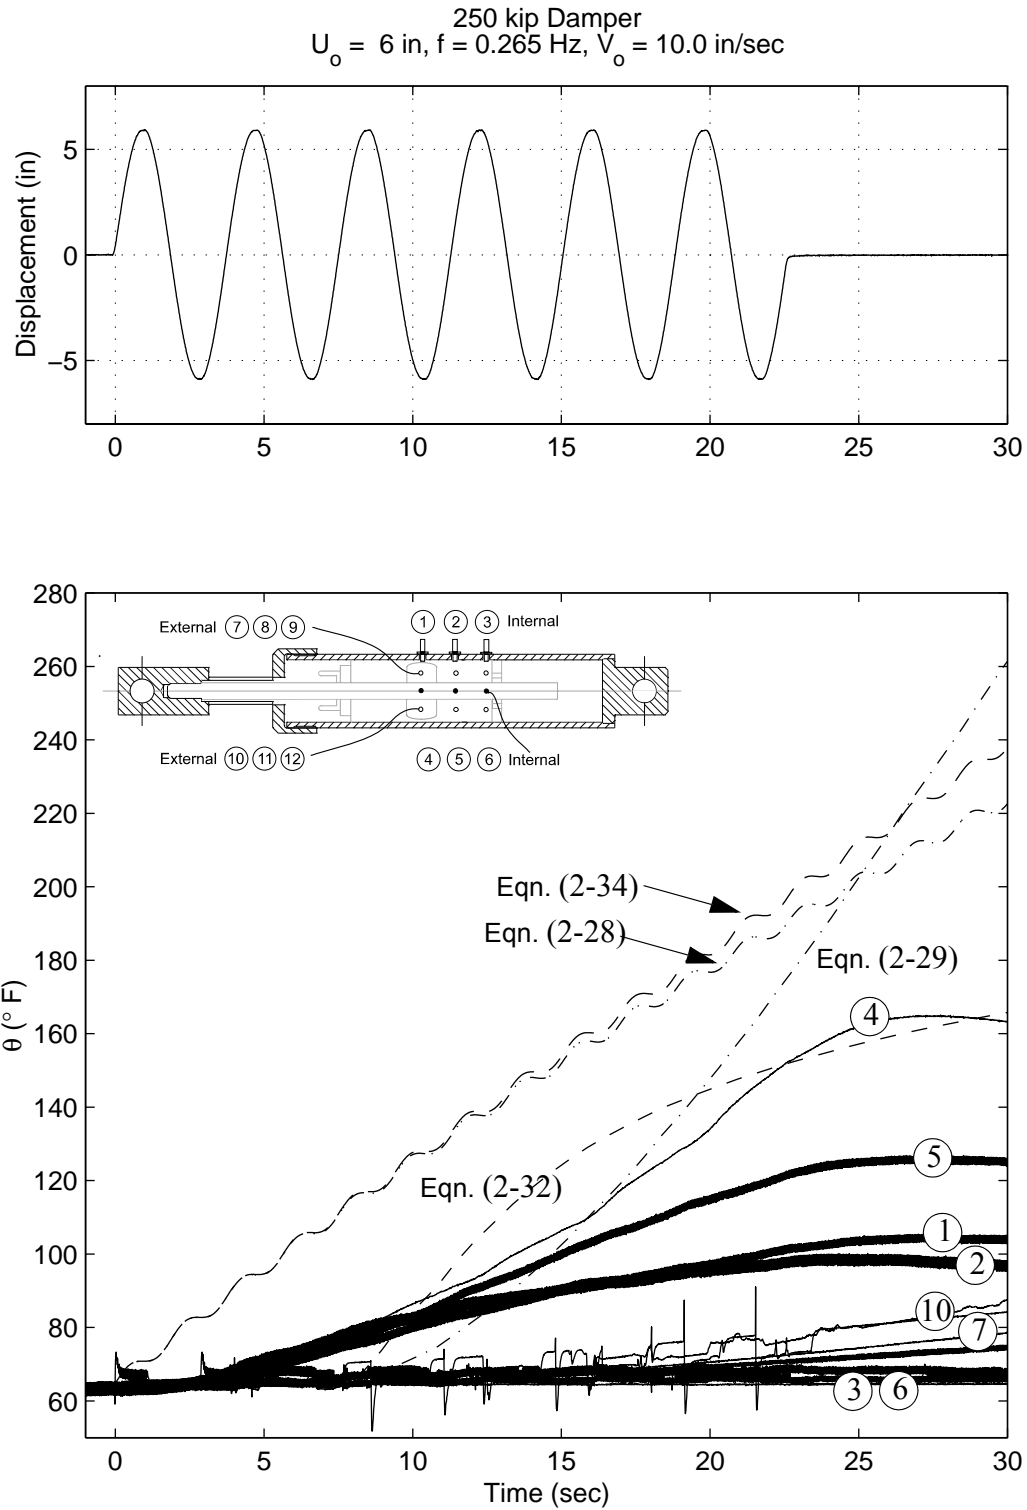 250 kip Damper
U_o = 6 in, f = 0.265 Hz, V_o = 10.0 in/sec
Displacement (in)
5
0
−5
0 5 10 15 20 25 30
280
260
240
220
200
180
160
140
120
100
80
60
θ (° F)
External 7 8 9
1 2 3 Internal
External 10 11 12
4 5 6 Internal
Eqn. (2-34)
Eqn. (2-28)
Eqn. (2-29)
4
5
Eqn. (2-32)
1
2
10
7
3 6
0 5 10 15 20 25 30
Time (sec)